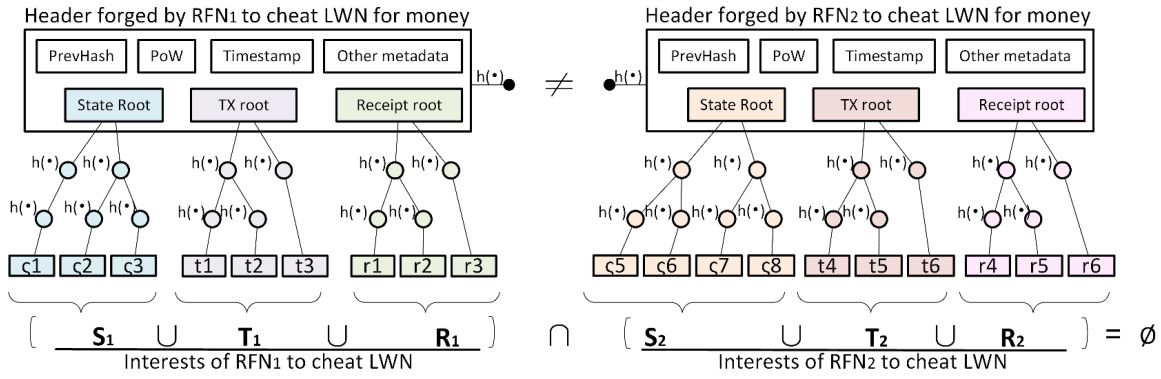 Header forged by RFN1 to cheat LWN for money
PrevHash PoW Timestamp Other metadata
State Root TX root Receipt root
h(•)
h(•) h(•) h(•) h(•) h(•) h(•)
h(•) h(•) h(•) h(•) h(•) h(•) h(•)
ς1 ς2 ς3 t1 t2 t3 r1 r2 r3
( S1 ∪ T1 ∪ R1 )
Interests of RFN1 to cheat LWN
≠
∩
Header forged by RFN2 to cheat LWN for money
PrevHash PoW Timestamp Other metadata
State Root TX root Receipt root
h(•)
h(•) h(•) h(•) h(•) h(•) h(•)
h(•) h(•) h(•) h(•) h(•) h(•) h(•) h(•)
ς5 ς6 ς7 ς8 t4 t5 t6 r4 r5 r6
( S2 ∪ T2 ∪ R2 ) = ∅
Interests of RFN2 to cheat LWN